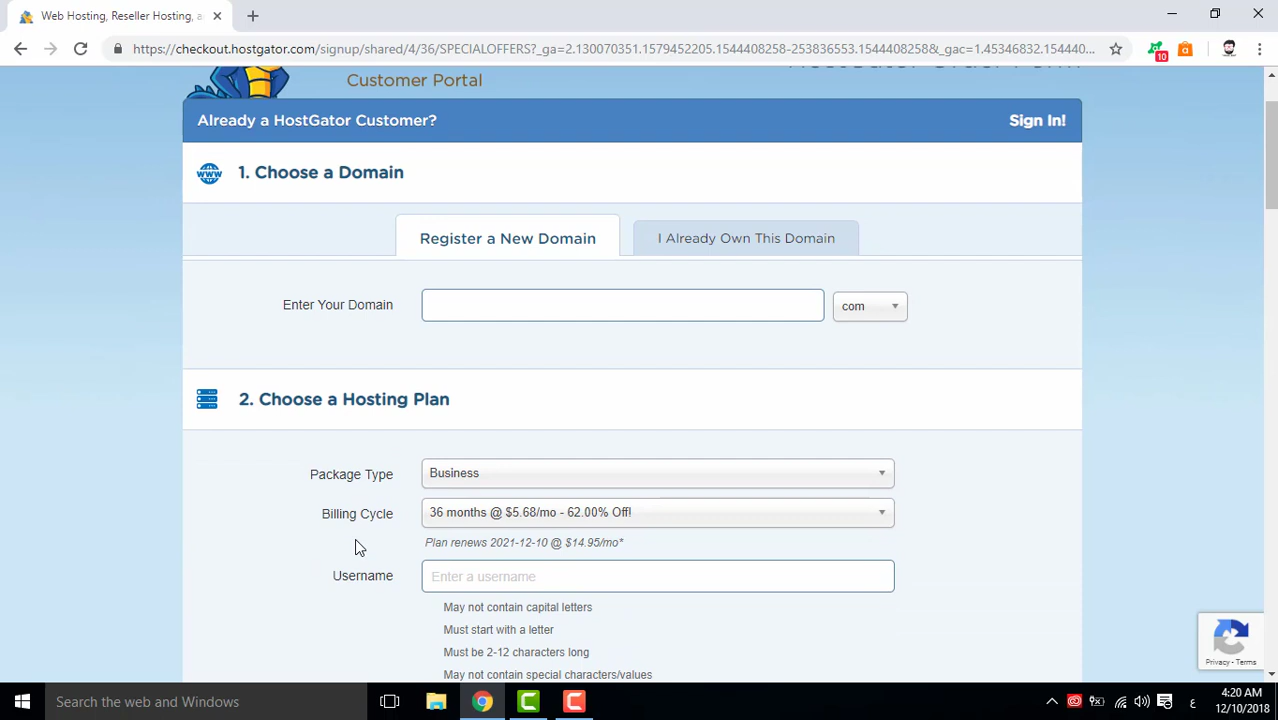 Web Hosting, Reseller Hosting, a
https://checkout.hostgator.com/signup/shared/4/36/SPECIALOFFERS?_ga=2.130070351.1579452205.1544408258-253836553.1544408258&_gac=1.45346832.154440...
10
Customer Portal
HostGator Order Form
Already a HostGator Customer?
Sign In!
WWW
1. Choose a Domain
Register a New Domain
I Already Own This Domain
Enter Your Domain
com
2. Choose a Hosting Plan
Package Type
Business
Billing Cycle
36 months @ $5.68/mo - 62.00% Off!
Plan renews 2021-12-10 @ $14.95/mo*
Username
Enter a username
May not contain capital letters
Must start with a letter
Must be 2-12 characters long
May not contain special characters/values
Privacy - Terms
Search the web and Windows
ع
4:20 AM
12/10/2018